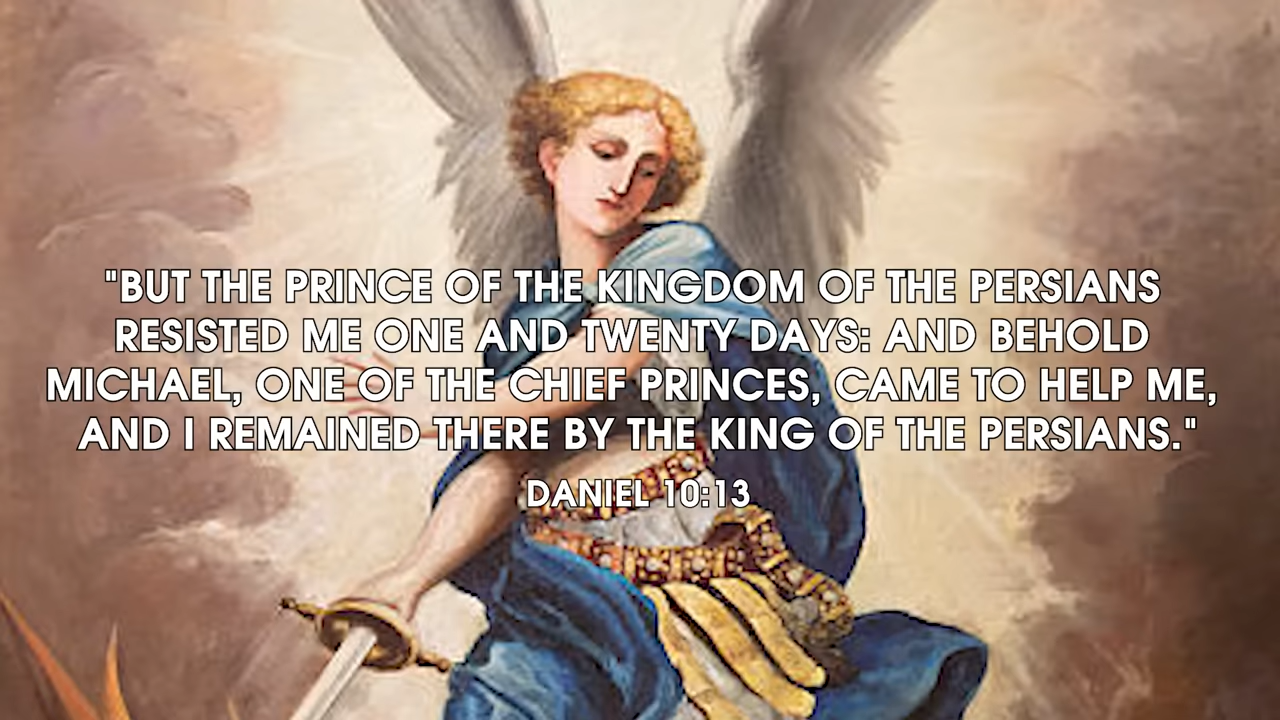 "BUT THE PRINCE OF THE KINGDOM OF THE PERSIANS
RESISTED ME ONE AND TWENTY DAYS: AND BEHOLD
MICHAEL, ONE OF THE CHIEF PRINCES, CAME TO HELP ME,
AND I REMAINED THERE BY THE KING OF THE PERSIANS."
DANIEL 10:13